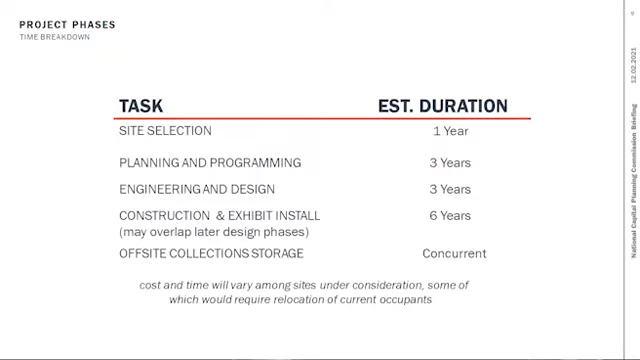 PROJECT PHASES
TIME BREAKDOWN
TASK EST. DURATION
SITE SELECTION 1 Year
PLANNING AND PROGRAMMING 3 Years
ENGINEERING AND DESIGN 3 Years
CONSTRUCTION & EXHIBIT INSTALL 6 Years
(may overlap later design phases)
OFFSITE COLLECTIONS STORAGE Concurrent
cost and time will vary among sites under consideration, some of
which would require relocation of current occupants
National Capital Planning Commission Briefing 12.02.2021